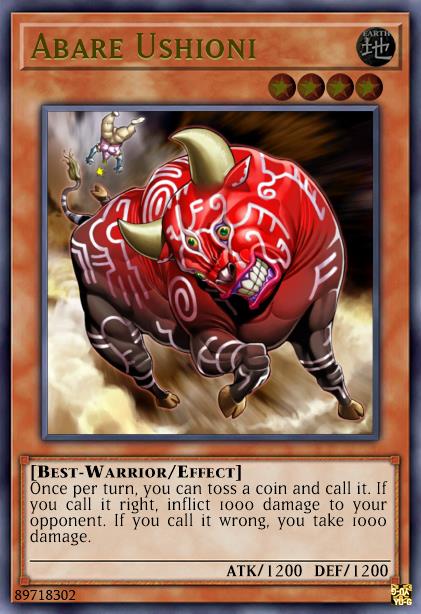 Abare Ushioni
EARTH
地
[Best-Warrior/Effect]
Once per turn, you can toss a coin and call it. If
you call it right, inflict 1000 damage to your
opponent. If you call it wrong, you take 1000
damage.
ATK/1200 DEF/1200
89718302